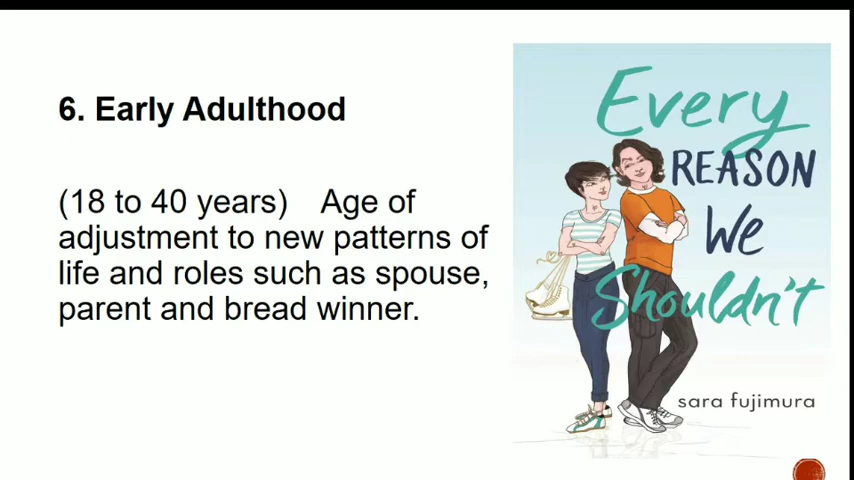 6. Early Adulthood
(18 to 40 years) Age of
adjustment to new patterns of
life and roles such as spouse,
parent and bread winner.
Every
REASON
We
Shouldn't
sara fujimura